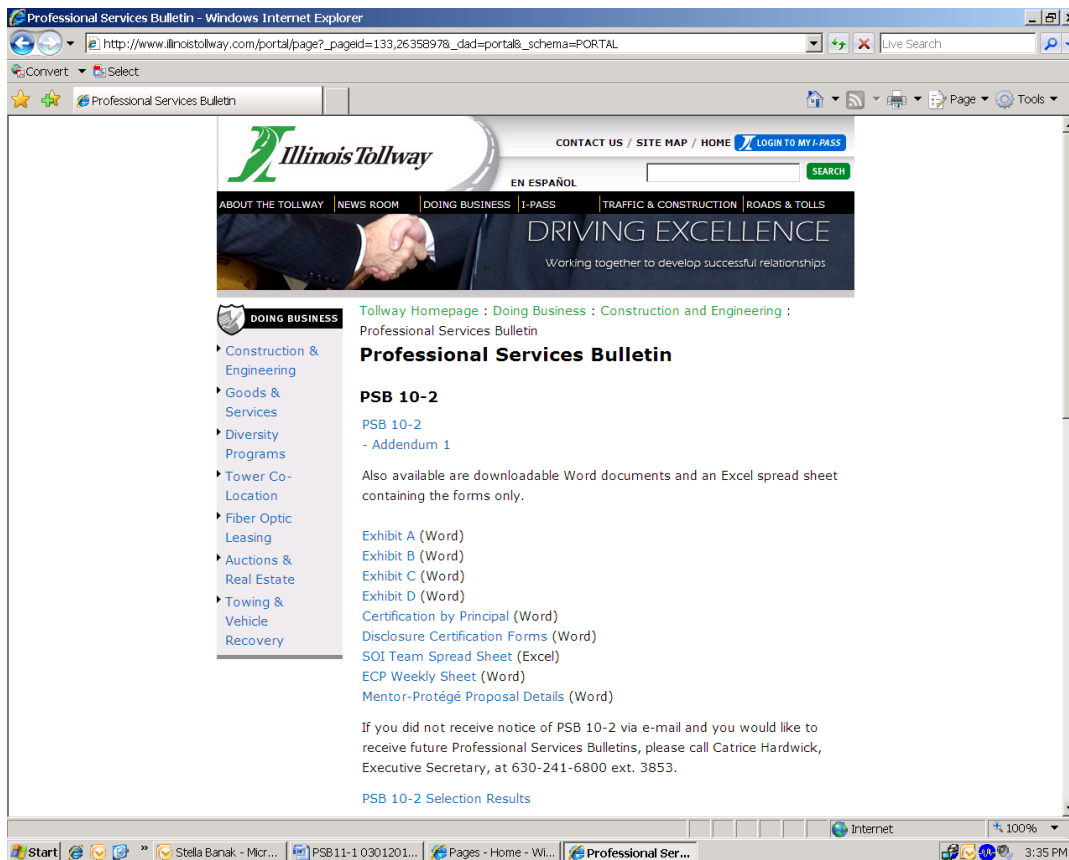 Professional Services Bulletin - Windows Internet Explorer
http://www.illinoistollway.com/portal/page?_pageid=133,2635897&_dad=portal&_schema=PORTAL
Live Search
Convert Select
Professional Services Bulletin
Page Tools
Illinois Tollway
CONTACT US / SITE MAP / HOME LOGIN TO MY I-PASS
SEARCH
EN ESPAÑOL
ABOUT THE TOLLWAY NEWS ROOM DOING BUSINESS I-PASS TRAFFIC & CONSTRUCTION ROADS & TOLLS
DRIVING EXCELLENCE
Working together to develop successful relationships
DOING BUSINESS
Construction &
Engineering
Goods &
Services
Diversity
Programs
Tower Co-
Location
Fiber Optic
Leasing
Auctions &
Real Estate
Towing &
Vehicle
Recovery
Tollway Homepage : Doing Business : Construction and Engineering :
Professional Services Bulletin
Professional Services Bulletin
PSB 10-2
PSB 10-2
- Addendum 1
Also available are downloadable Word documents and an Excel spread sheet
containing the forms only.
Exhibit A (Word)
Exhibit B (Word)
Exhibit C (Word)
Exhibit D (Word)
Certification by Principal (Word)
Disclosure Certification Forms (Word)
SOI Team Spread Sheet (Excel)
ECP Weekly Sheet (Word)
Mentor-Protégé Proposal Details (Word)
If you did not receive notice of PSB 10-2 via e-mail and you would like to
receive future Professional Services Bulletins, please call Catrice Hardwick,
Executive Secretary, at 630-241-6800 ext. 3853.
PSB 10-2 Selection Results
Internet 100%
Start Stella Banak - Micr... PSB11-1 0301201... Pages - Home - Wi... Professional Ser... 3:35 PM